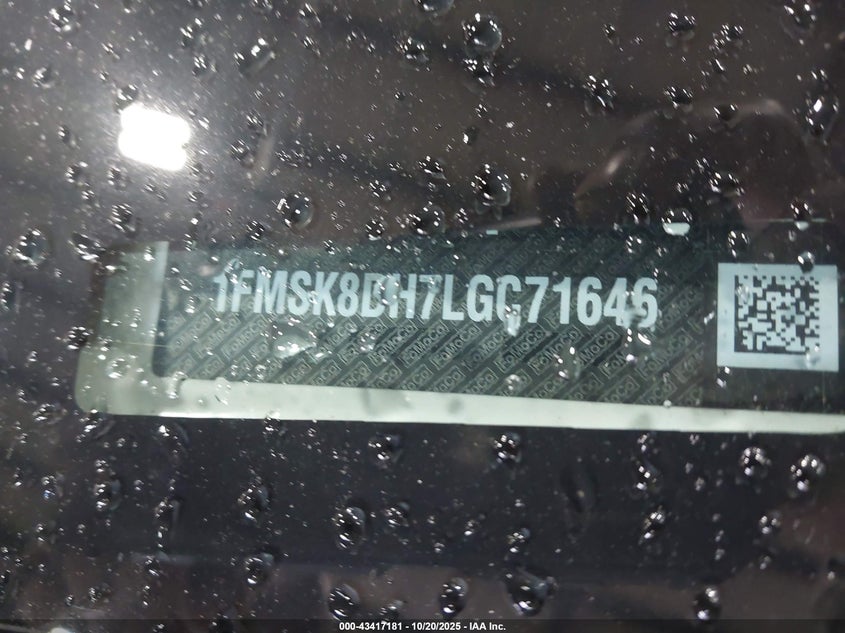 1FMSK8DH7LGC71646
000-43417181 - 10/20/2025 - IAA Inc.